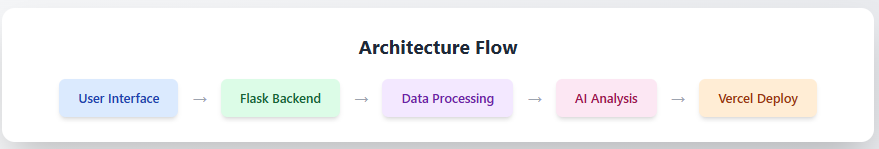 Architecture Flow
User Interface → Flask Backend → Data Processing → AI Analysis → Vercel Deploy